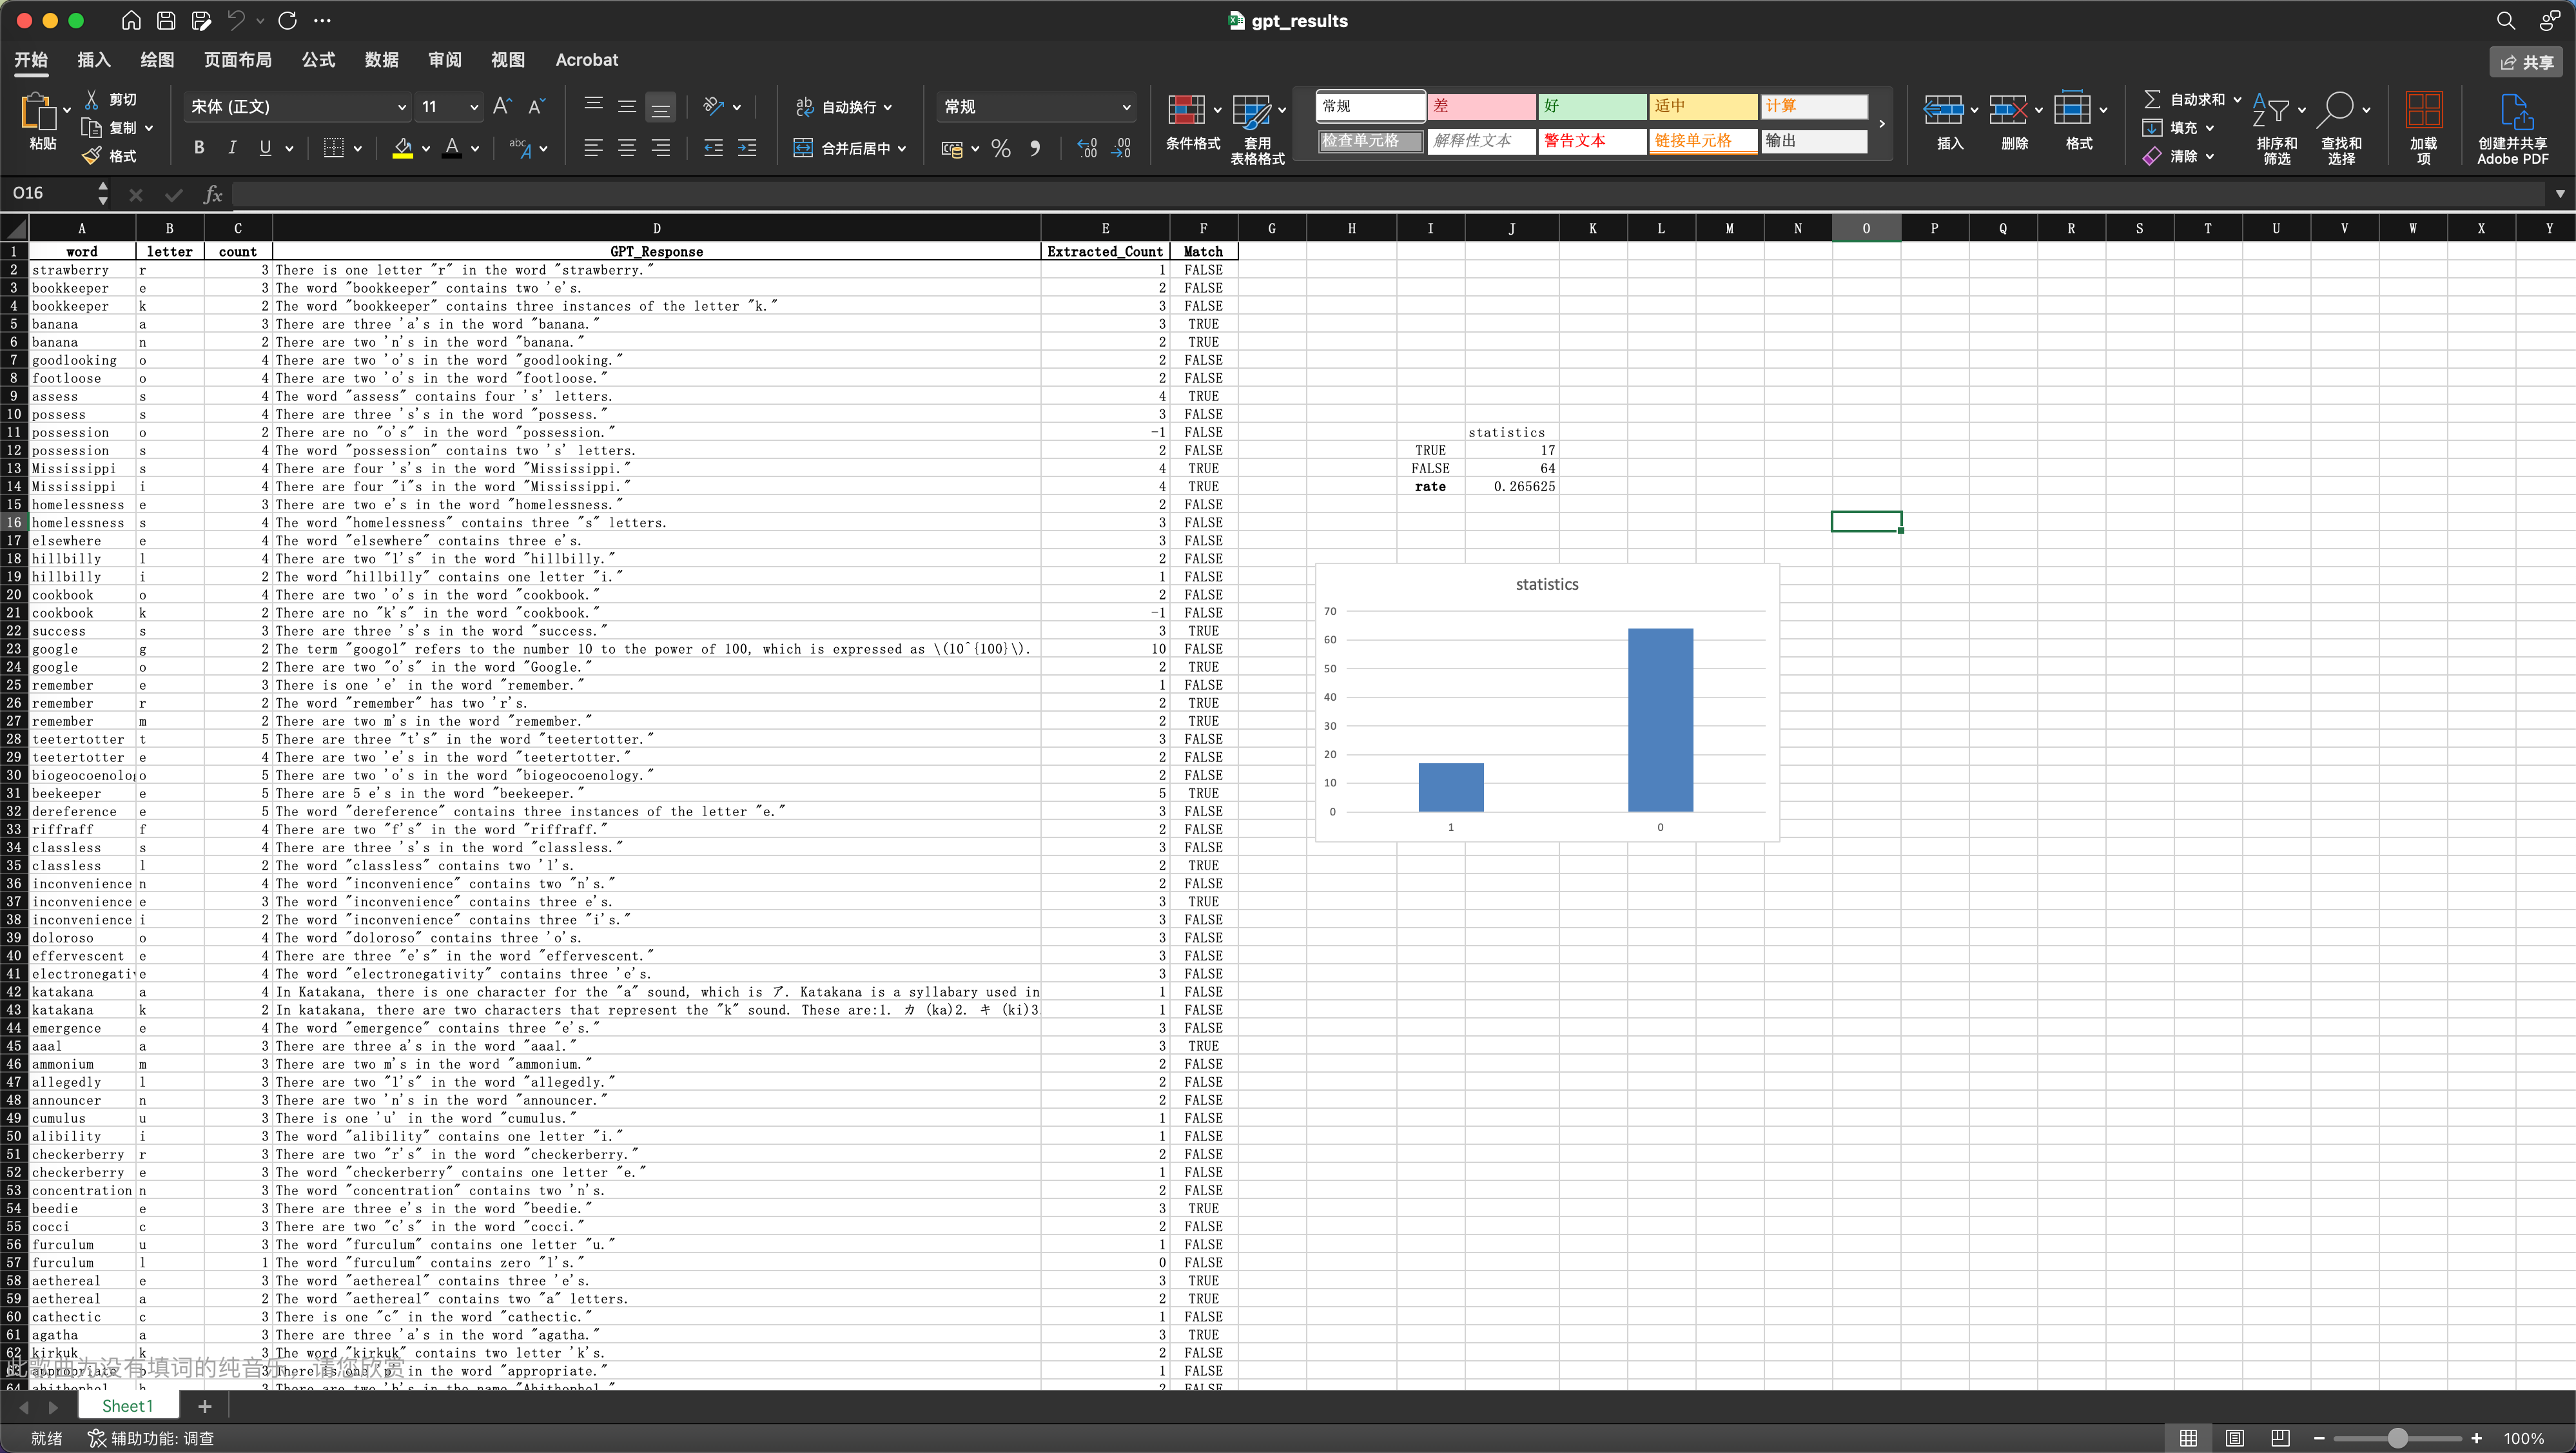 gpt_results
开始 插入 绘图 页面布局 公式 数据 审阅 视图 Acrobat 共享
粘贴 剪切 复制 格式 宋体 (正文) 11 自动换行 合并后居中 常规 条件格式 套用 表格格式 常规 差 好 适中 计算 检查单元格 解释性文本 警告文本 链接单元格 输出 插入 删除 格式 自动求和 填充 清除 排序和 筛选 查找和 选择 加载 项 创建并共享 Adobe PDF
O16 fx
A B C D E F G H I J K L M N O P Q R S T U V W X Y
1 word letter count GPT_Response Extracted_Count Match
2 strawberry r 3 There is one letter "r" in the word "strawberry." 1 FALSE
3 bookkeeper e 3 The word "bookkeeper" contains two 'e's. 2 FALSE
4 bookkeeper k 2 The word "bookkeeper" contains three instances of the letter "k." 3 FALSE
5 banana a 3 There are three 'a's in the word "banana." 3 TRUE
6 banana n 2 There are two 'n's in the word "banana." 2 TRUE
7 goodlooking o 4 There are two 'o's in the word "goodlooking." 2 FALSE
8 footloose o 4 There are two 'o's in the word "footloose." 2 FALSE
9 assess s 4 The word "assess" contains four 's' letters. 4 TRUE
10 possess s 4 There are three 's's in the word "possess." 3 FALSE
11 possession o 2 There are no "o's" in the word "possession." -1 FALSE statistics
12 possession s 4 The word "possession" contains two 's' letters. 2 FALSE TRUE 17
13 Mississippi s 4 There are four 's's in the word "Mississippi." 4 TRUE FALSE 64
14 Mississippi i 4 There are four "i"s in the word "Mississippi." 4 TRUE rate 0.265625
15 homelessness e 3 There are two e's in the word "homelessness." 2 FALSE
16 homelessness s 4 The word "homelessness" contains three "s" letters. 3 FALSE
17 elsewhere e 4 The word "elsewhere" contains three e's. 3 FALSE
18 hillbilly l 4 There are two "l's" in the word "hillbilly." 2 FALSE
19 hillbilly i 2 The word "hillbilly" contains one letter "i." 1 FALSE
20 cookbook o 4 There are two 'o's in the word "cookbook." 2 FALSE
21 cookbook k 2 There are no "k's" in the word "cookbook." -1 FALSE
22 success s 3 There are three 's's in the word "success." 3 TRUE
23 google g 2 The term "googol" refers to the number 10 to the power of 100, which is expressed as \(10^{100}\). 10 FALSE
24 google o 2 There are two "o's" in the word "Google." 2 TRUE
25 remember e 3 There is one 'e' in the word "remember." 1 FALSE
26 remember r 2 The word "remember" has two 'r's. 2 TRUE
27 remember m 2 There are two m's in the word "remember." 2 TRUE
28 teetertotter t 5 There are three "t's" in the word "teetertotter." 3 FALSE
29 teetertotter e 4 There are two 'e's in the word "teetertotter." 2 FALSE
30 biogeocoenolo o 5 There are two 'o's in the word "biogeocoenology." 2 FALSE
31 beekeeper e 5 There are 5 e's in the word "beekeeper." 5 TRUE
32 dereference e 5 The word "dereference" contains three instances of the letter "e." 3 FALSE
33 riffraff f 4 There are two "f's" in the word "riffraff." 2 FALSE
34 classless s 4 There are three 's's in the word "classless." 3 FALSE
35 classless l 2 The word "classless" contains two 'l's. 2 TRUE
36 inconvenience n 4 The word "inconvenience" contains two "n's." 2 FALSE
37 inconvenience e 3 The word "inconvenience" contains three e's. 3 TRUE
38 inconvenience i 2 The word "inconvenience" contains three "i's." 3 FALSE
39 doloroso o 4 The word "doloroso" contains three 'o's. 3 FALSE
40 effervescent e 4 There are three "e's" in the word "effervescent." 3 FALSE
41 electronegativ e 4 The word "electronegativity" contains three 'e's. 3 FALSE
42 katakana a 4 In Katakana, there is one character for the "a" sound, which is ア. Katakana is a syllabary used in 1 FALSE
43 katakana k 2 In katakana, there are two characters that represent the "k" sound. These are:1. カ (ka)2. キ (ki)3. 1 FALSE
44 emergence e 4 The word "emergence" contains three "e's." 3 FALSE
45 aaal a 3 There are three a's in the word "aaal." 3 TRUE
46 ammonium m 3 There are two m's in the word "ammonium. 2 FALSE
47 allegedly l 3 There are two "l's" in the word "allegedly." 2 FALSE
48 announcer n 3 There are two 'n's in the word "announcer." 2 FALSE
49 cumulus u 3 There is one 'u' in the word "cumulus." 1 FALSE
50 alibility i 3 The word "alibility" contains one letter "i." 1 FALSE
51 checkerberry r 3 There are two "r's" in the word "checkerberry." 2 FALSE
52 checkerberry e 3 The word "checkerberry" contains one letter "e." 1 FALSE
53 concentration n 3 The word "concentration" contains two 'n's. 2 FALSE
54 beedie e 3 There are three e's in the word "beedie." 3 TRUE
55 cocci c 3 There are two "c's" in the word "cocci." 2 FALSE
56 furculum u 3 The word "furculum" contains one letter "u." 1 FALSE
57 furculum l 1 The word "furculum" contains zero "l's." 0 FALSE
58 aethereal e 3 The word "aethereal" contains three 'e's. 3 TRUE
59 aethereal a 2 The word "aethereal" contains two "a" letters. 2 TRUE
60 cathectic c 3 There is one "c" in the word "cathectic." 1 FALSE
61 agatha a 3 There are three 'a's in the word "agatha." 3 TRUE
62 kirkuk k 3 The word "kirkuk" contains two letter 'k's. 2 FALSE
63 appropriate p 3 There is one 'p' in the word "appropriate." 1 FALSE
64 ahithophel h 3 There are two 'h's in the name "Ahithophel." 2 FALSE
此歌曲为没有填词的纯音乐，请您欣赏
statistics
70
60
50
40
30
20
10
0
1 0
Sheet1
就绪 辅助功能: 调查 100%